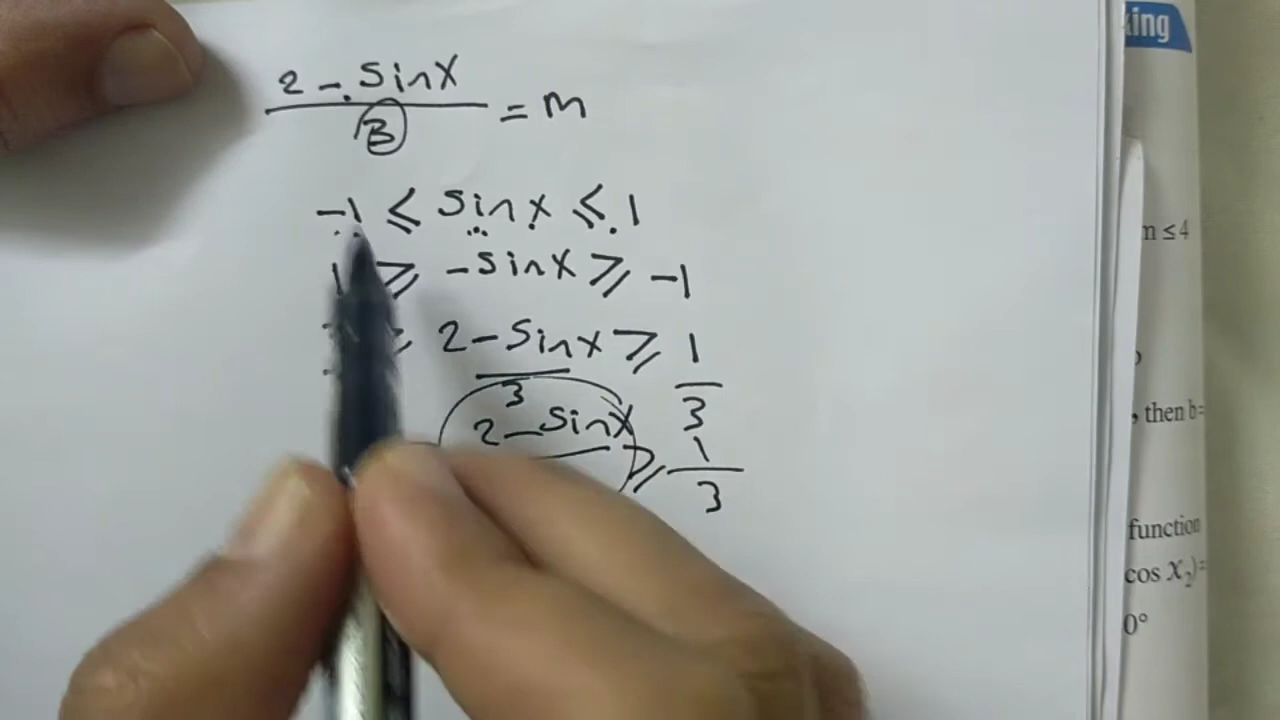 2 - sinx
3
= m
-1 ≤ sinx ≤ 1
1 ≥ -sinx ≥ -1
2 - sinx ≥ 1
3
3
2 - sinx ≥ 1
3
king
m ≤ 4
, then b=
function
cos X₂)=
0°